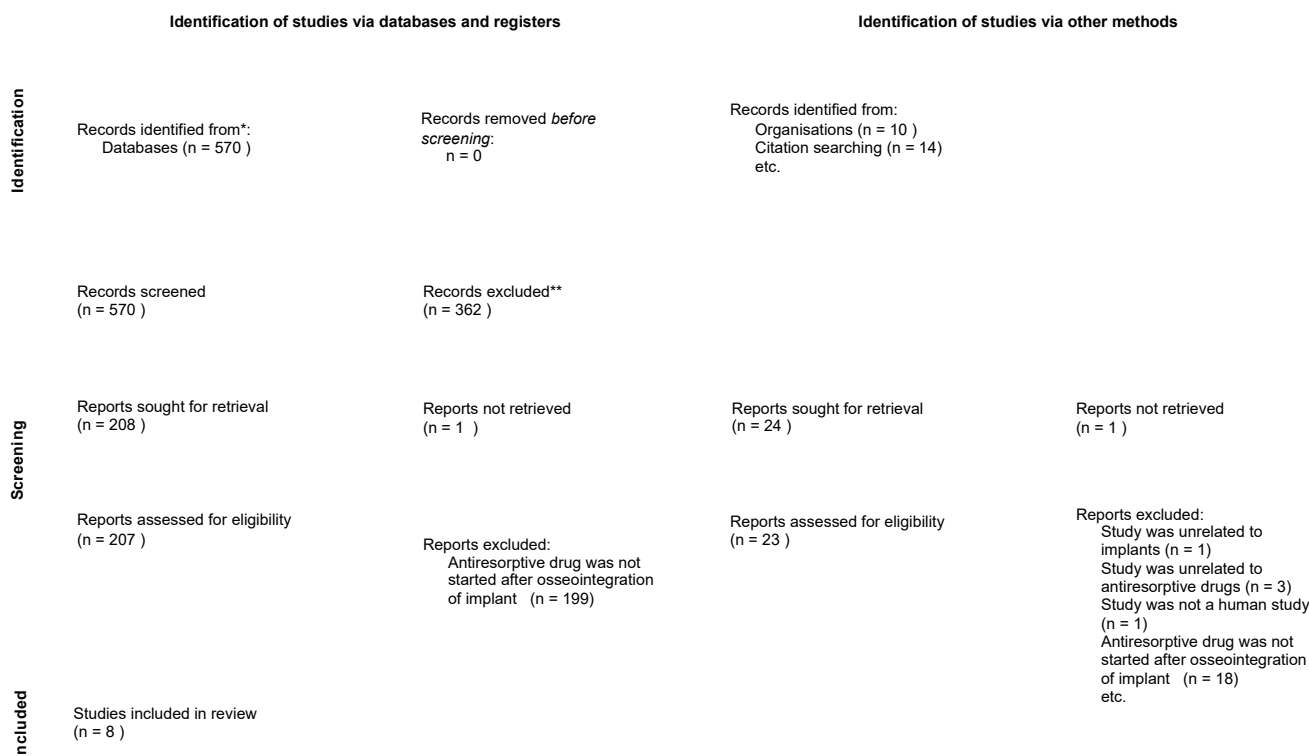 Identification of studies via databases and registers
Identification of studies via other methods
Identification
Records identified from*:
Databases (n = 570 )
Records removed before
screening:
n = 0
Records identified from:
Organisations (n = 10 )
Citation searching (n = 14)
etc.
Screening
Records screened
(n = 570 )
Records excluded**
(n = 362 )
Reports sought for retrieval
(n = 208 )
Reports not retrieved
(n = 1 )
Reports sought for retrieval
(n = 24 )
Reports not retrieved
(n = 1 )
Reports assessed for eligibility
(n = 207 )
Reports excluded:
Antiresorptive drug was not
started after osseointegration
of implant (n = 199)
Reports assessed for eligibility
(n = 23 )
Reports excluded:
Study was unrelated to
implants (n = 1)
Study was unrelated to
antiresorptive drugs (n = 3)
Study was not a human study
(n = 1)
Antiresorptive drug was not
started after osseointegration
of implant (n = 18)
etc.
ncluded
Studies included in review
(n = 8 )